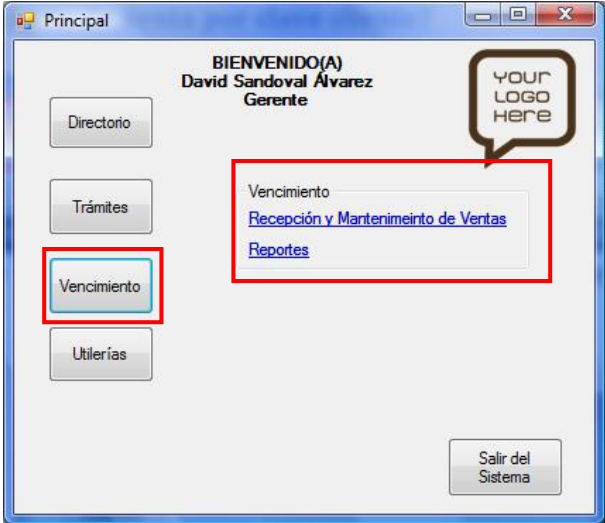 Principal
BIENVENIDO(A)
David Sandoval Álvarez
Gerente
YOUR
LOGO
Here
Directorio
Trámites
Vencimiento
Utilerías
Vencimiento
Recepción y Mantenimeinto de Ventas
Reportes
Salir del
Sistema